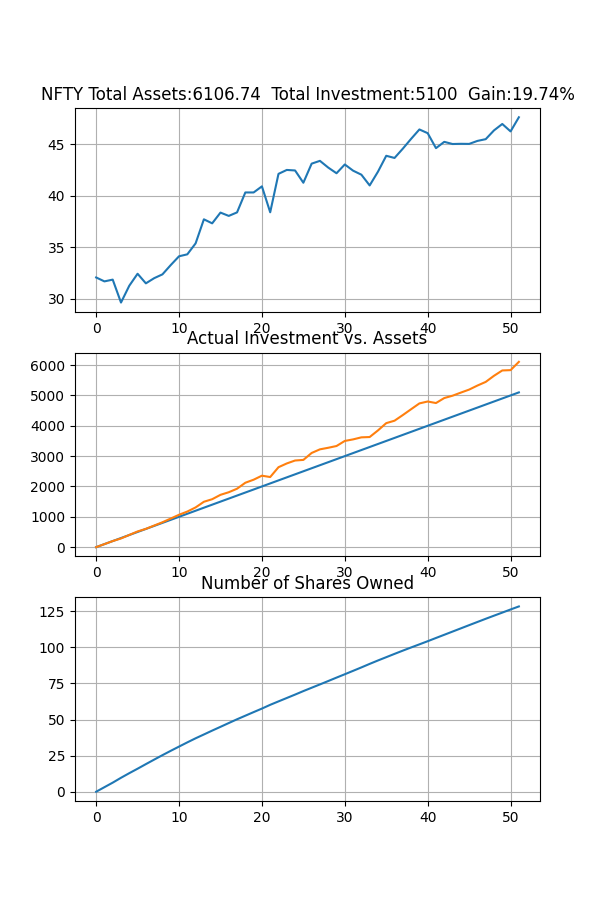 NFTY Total Assets:6106.74  Total Investment:5100  Gain:19.74%
45
40
35
30
0 10 20 30 40 50
Actual Investment vs. Assets
6000
5000
4000
3000
2000
1000
0
0 10 20 30 40 50
Number of Shares Owned
125
100
75
50
25
0
0 10 20 30 40 50